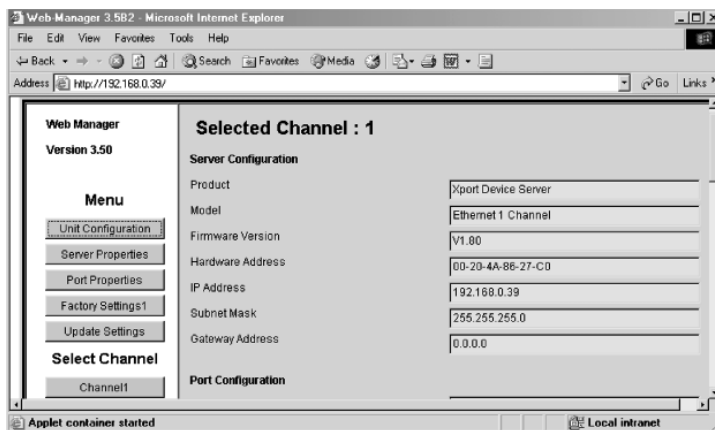 Web-Manager 3.5B2 - Microsoft Internet Explorer
File Edit View Favorites Tools Help
Back Search Favorites Media
Address http://192.168.0.39/ Go Links »
Web Manager
Version 3.50
Menu
Unit Configuration
Server Properties
Port Properties
Factory Settings1
Update Settings
Select Channel
Channel1
Selected Channel : 1
Server Configuration
Product Xport Device Server
Model Ethernet 1 Channel
Firmware Version V1.80
Hardware Address 00-20-4A-86-27-C0
IP Address 192.168.0.39
Subnet Mask 255.255.255.0
Gateway Address 0.0.0.0
Port Configuration
Applet container started Local intranet